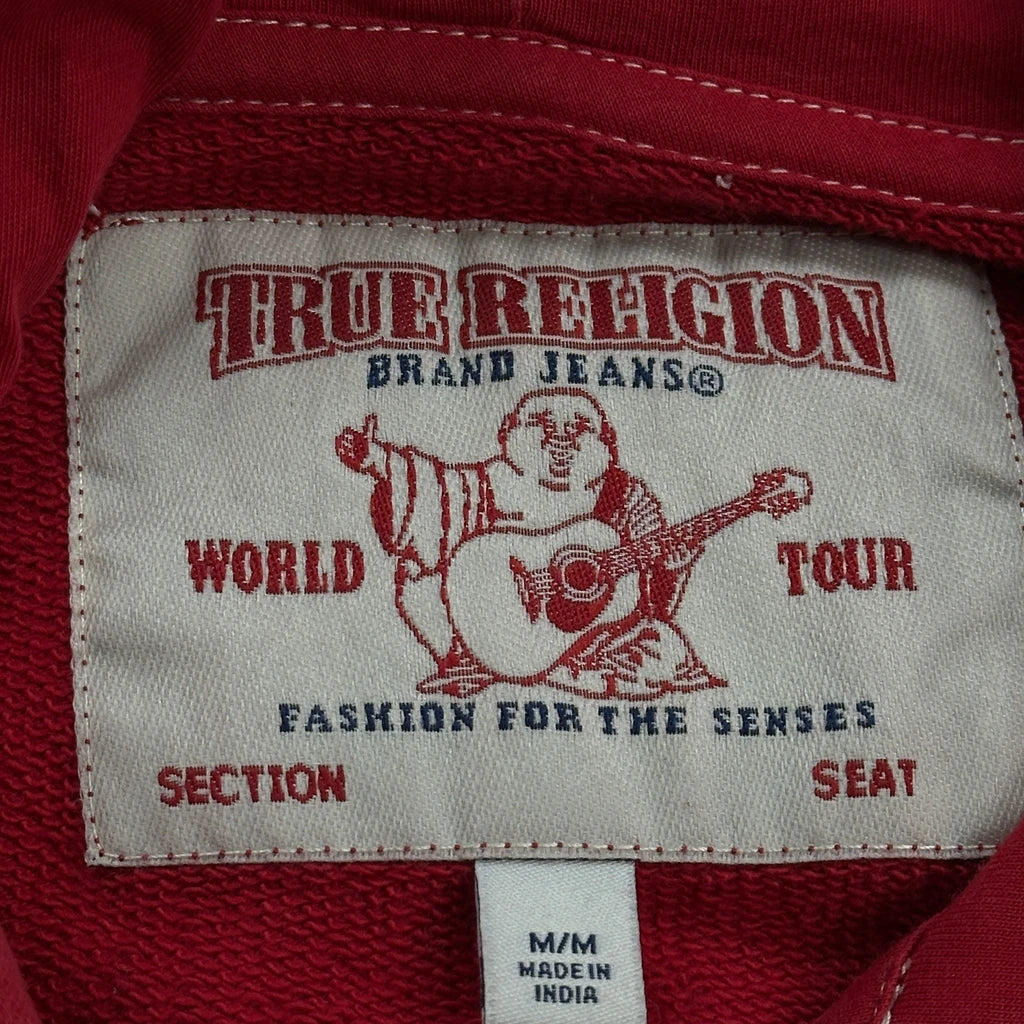 TRUE RELIGION
BRAND JEANS®
WORLD TOUR
FASHION FOR THE SENSES
SECTION SEAT
M/M
MADE IN
INDIA